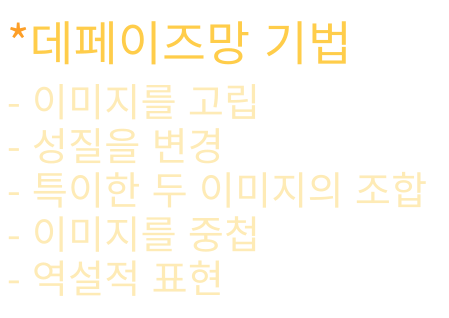 *데페이즈망 기법
- 이미지를 고립
- 성질을 변경
- 특이한 두 이미지의 조합
- 이미지를 중첩
- 역설적 표현